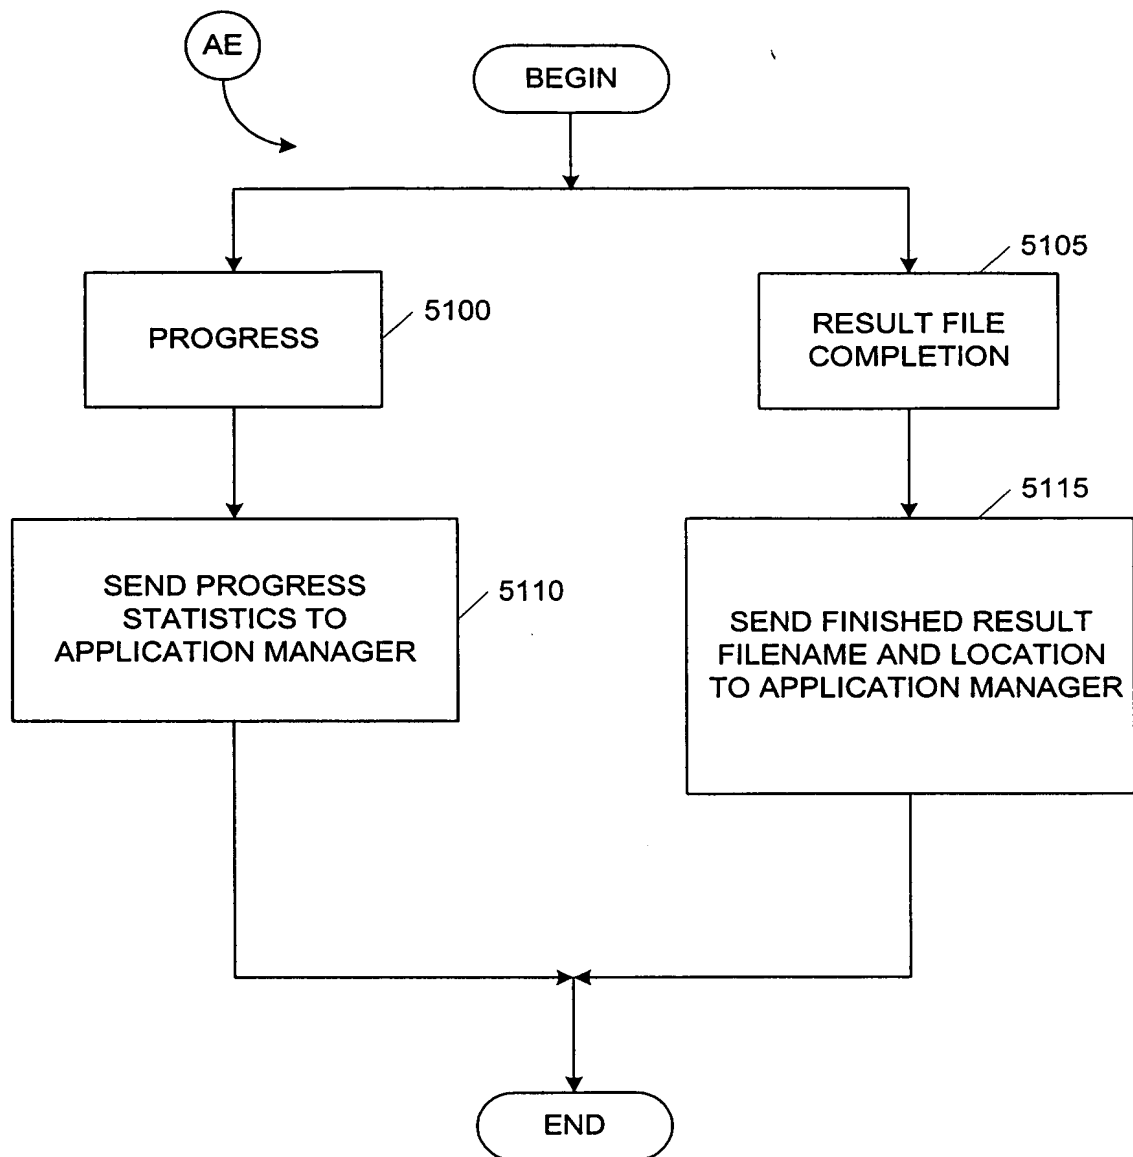 AE
BEGIN
5105
5100
PROGRESS
RESULT FILE
COMPLETION
5115
5110
SEND PROGRESS
STATISTICS TO
APPLICATION MANAGER
SEND FINISHED RESULT
FILENAME AND LOCATION
TO APPLICATION MANAGER
END